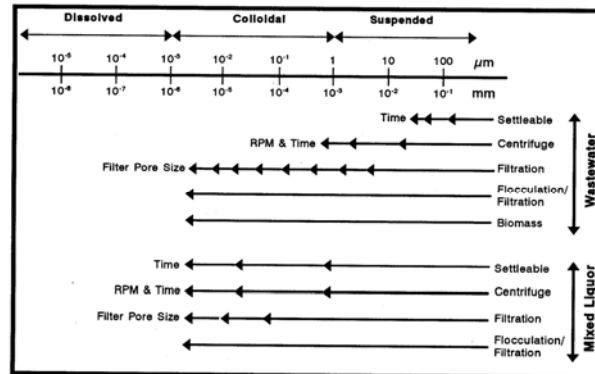 Dissolved Colloidal Suspended
10⁻⁵ 10⁻⁴ 10⁻³ 10⁻² 10⁻¹ 1 10 100 µm
10⁻⁸ 10⁻⁷ 10⁻⁶ 10⁻⁵ 10⁻⁴ 10⁻³ 10⁻² 10⁻¹ mm
Time Settleable
RPM & Time Centrifuge
Filter Pore Size Filtration
Flocculation/
Filtration
Biomass
Wastewater
Time Settleable
RPM & Time Centrifuge
Filter Pore Size Filtration
Flocculation/
Filtration
Mixed Liquor